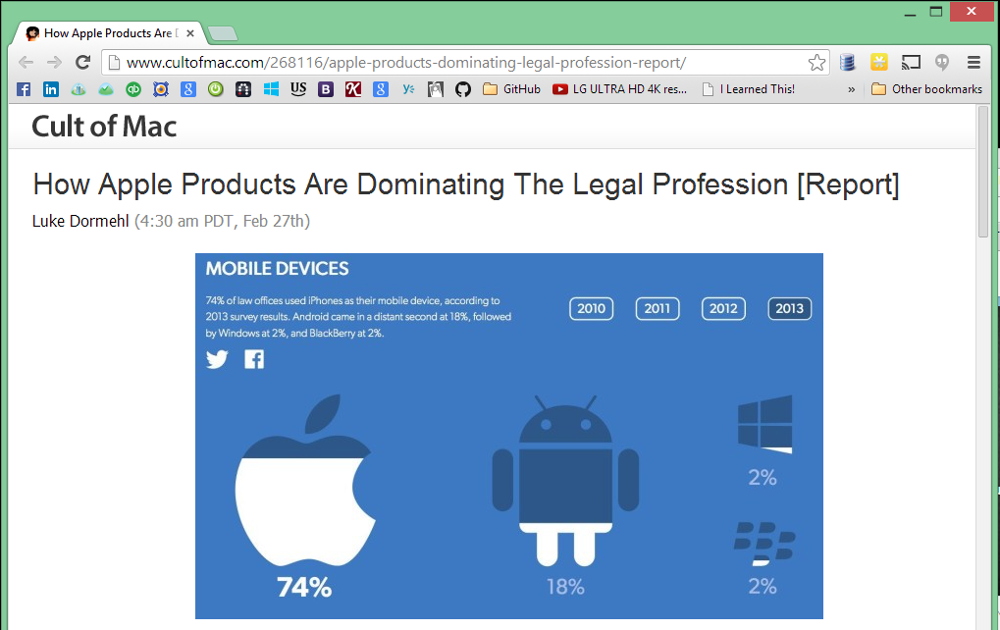 How Apple Products Are D
www.cultofmac.com/268116/apple-products-dominating-legal-profession-report/
GitHub
LG ULTRA HD 4K res...
I Learned This!
»
Other bookmarks
Cult of Mac
How Apple Products Are Dominating The Legal Profession [Report]
Luke Dormehl (4:30 am PDT, Feb 27th)
MOBILE DEVICES
74% of law offices used iPhones as their mobile device, according to
2013 survey results. Android came in a distant second at 18%, followed
by Windows at 2%, and BlackBerry at 2%.
2010 2011 2012 2013
2%
74%
18%
2%